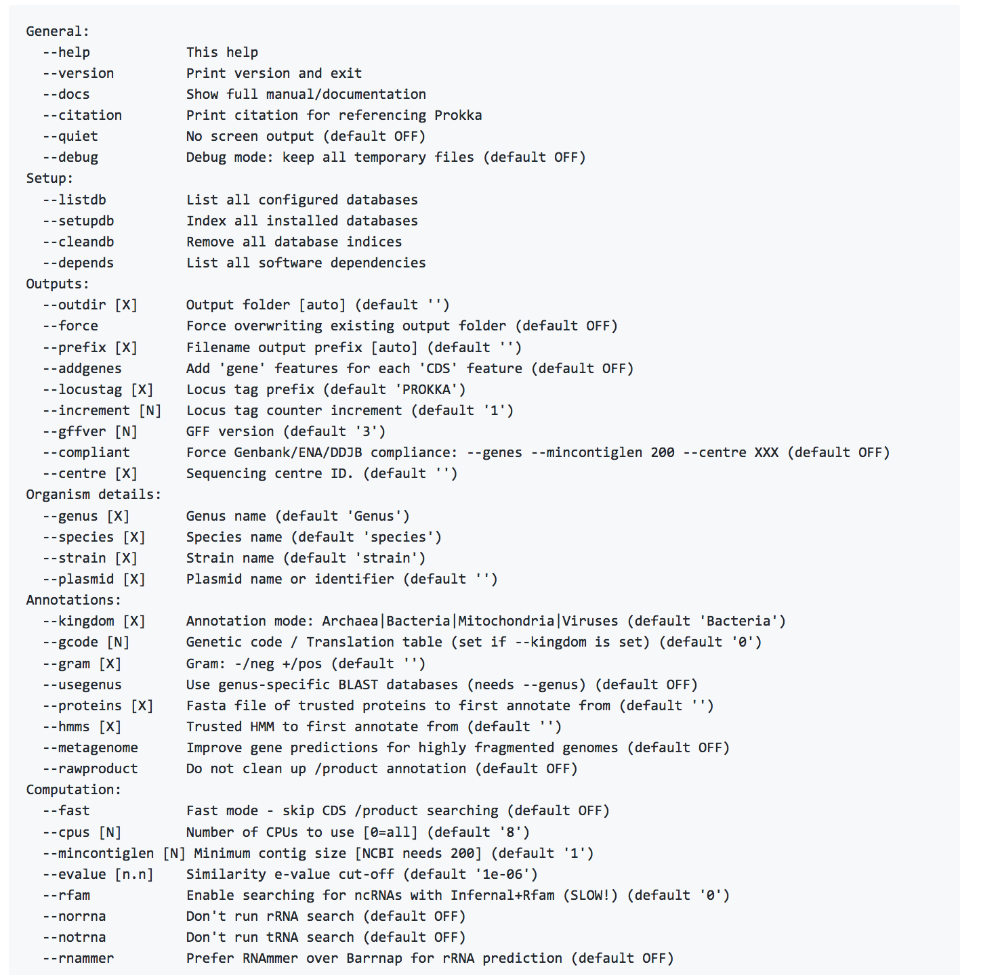 General:
  --help            This help
  --version         Print version and exit
  --docs            Show full manual/documentation
  --citation        Print citation for referencing Prokka
  --quiet           No screen output (default OFF)
  --debug           Debug mode: keep all temporary files (default OFF)
Setup:
  --listdb          List all configured databases
  --setupdb         Index all installed databases
  --cleandb         Remove all database indices
  --depends         List all software dependencies
Outputs:
  --outdir [X]      Output folder [auto] (default '')
  --force           Force overwriting existing output folder (default OFF)
  --prefix [X]      Filename output prefix [auto] (default '')
  --addgenes        Add 'gene' features for each 'CDS' feature (default OFF)
  --locustag [X]    Locus tag prefix (default 'PROKKA')
  --increment [N]   Locus tag counter increment (default '1')
  --gffver [N]      GFF version (default '3')
  --compliant       Force Genbank/ENA/DDJB compliance: --genes --mincontiglen 200 --centre XXX (default OFF)
  --centre [X]      Sequencing centre ID. (default '')
Organism details:
  --genus [X]       Genus name (default 'Genus')
  --species [X]     Species name (default 'species')
  --strain [X]      Strain name (default 'strain')
  --plasmid [X]     Plasmid name or identifier (default '')
Annotations:
  --kingdom [X]     Annotation mode: Archaea|Bacteria|Mitochondria|Viruses (default 'Bacteria')
  --gcode [N]       Genetic code / Translation table (set if --kingdom is set) (default '0')
  --gram [X]        Gram: -/neg +/pos (default '')
  --usegenus        Use genus-specific BLAST databases (needs --genus) (default OFF)
  --proteins [X]    Fasta file of trusted proteins to first annotate from (default '')
  --hmms [X]        Trusted HMM to first annotate from (default '')
  --metagenome      Improve gene predictions for highly fragmented genomes (default OFF)
  --rawproduct      Do not clean up /product annotation (default OFF)
Computation:
  --fast            Fast mode - skip CDS /product searching (default OFF)
  --cpus [N]        Number of CPUs to use [0=all] (default '8')
  --mincontiglen [N] Minimum contig size [NCBI needs 200] (default '1')
  --evalue [n.n]    Similarity e-value cut-off (default '1e-06')
  --rfam            Enable searching for ncRNAs with Infernal+Rfam (SLOW!) (default '0')
  --norrna          Don't run rRNA search (default OFF)
  --notrna          Don't run tRNA search (default OFF)
  --rnammer         Prefer RNAmmer over Barrnap for rRNA prediction (default OFF)